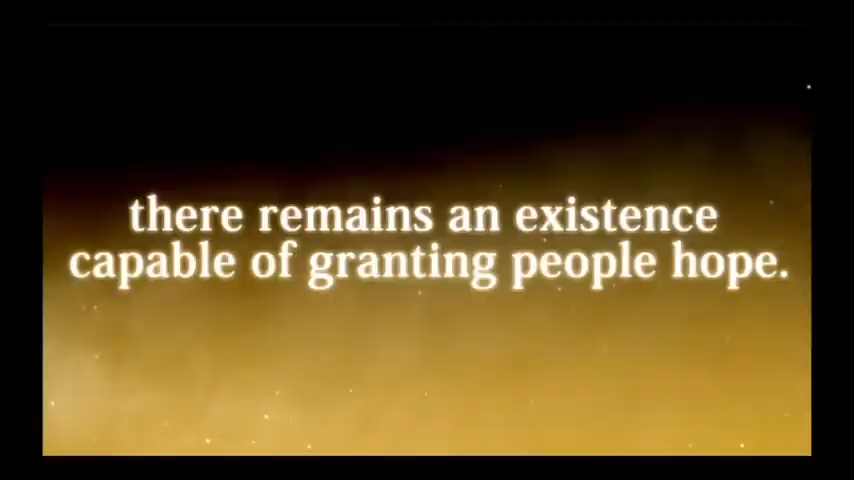 there remains an existence
capable of granting people hope.